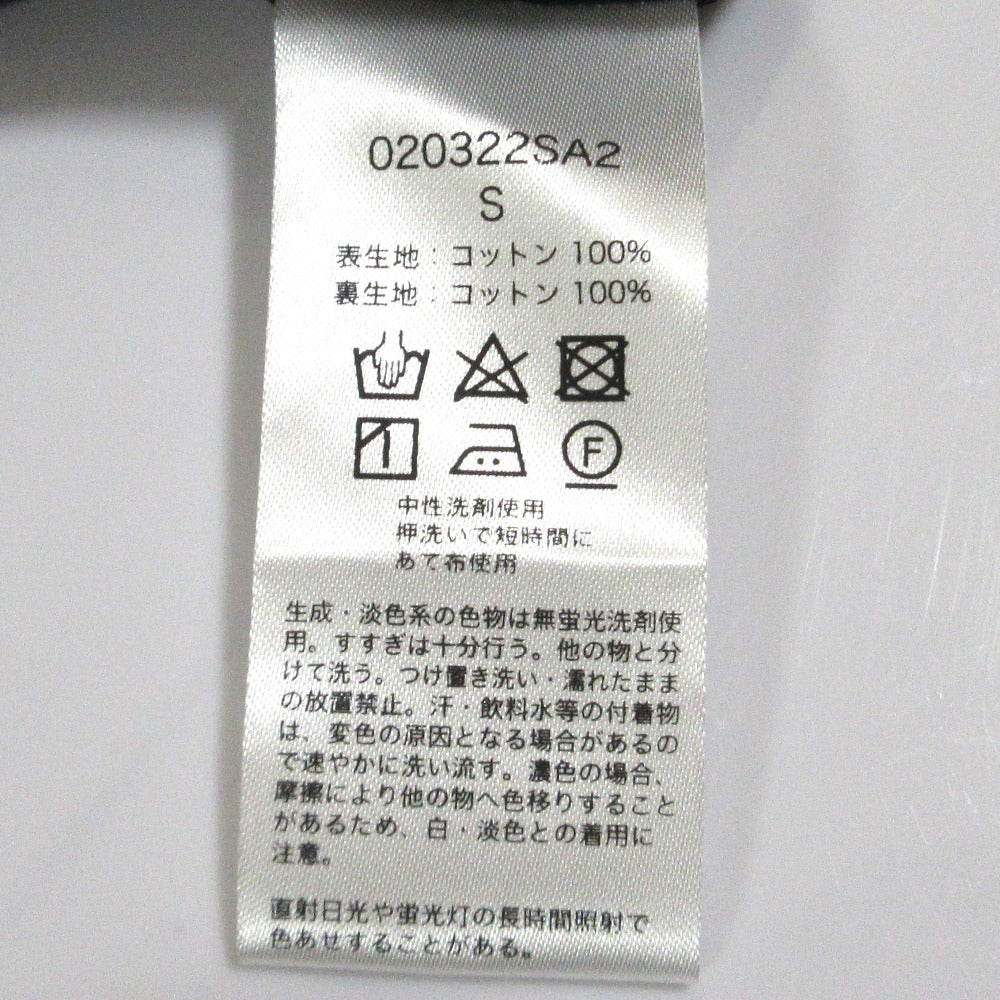 020322SA2
S
表生地：コットン 100%
裏生地：コットン 100%
F
中性洗剤使用
押洗いで短時間に
あて布使用
生成・淡色系の色物は無蛍光洗剤使
用。すすぎは十分行う。他の物と分
けて洗う。つけ置き洗い・濡れたまま
の放置禁止。汗・飲料水等の付着物
は、変色の原因となる場合があるの
で速やかに洗い流す。濃色の場合、
摩擦により他の物へ色移りすること
があるため、白・淡色との着用に
注意。
直射日光や蛍光灯の長時間照射で
色あせすることがある。